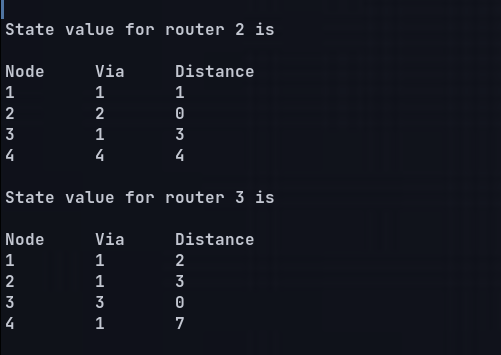 State value for router 2 is
Node Via Distance
1 1 1
2 2 0
3 1 3
4 4 4
State value for router 3 is
Node Via Distance
1 1 2
2 1 3
3 3 0
4 1 7